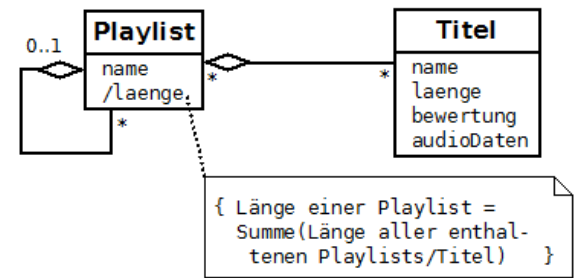 Playlist
Titel
0..1
name
/laenge
*
*
*
name
laenge
bewertung
audioDaten
{ Länge einer Playlist =
Summe(Länge aller enthal-
tenen Playlists/Titel) }